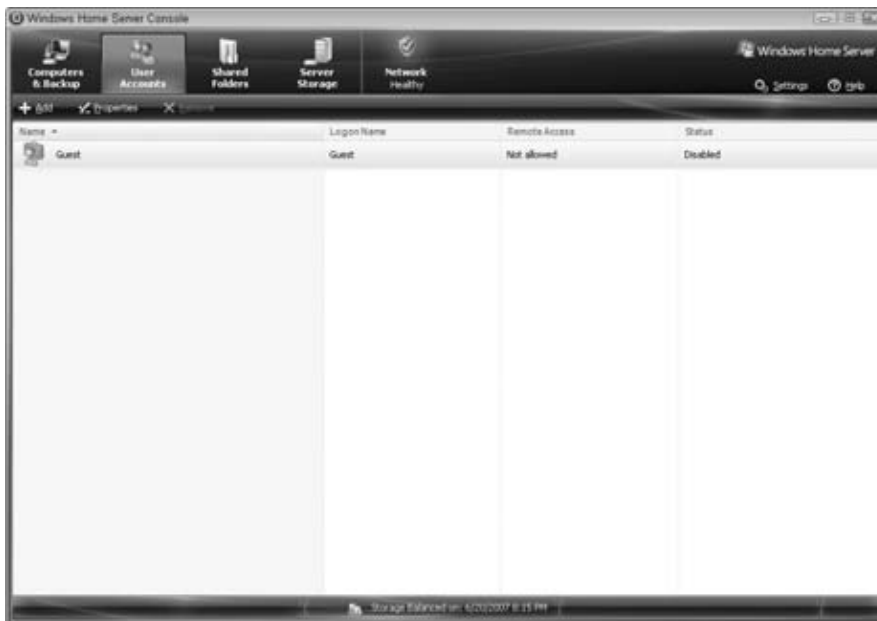 Windows Home Server Console
Computers & Backup
User Accounts
Shared Folders
Server Storage
Network Healthy
Windows Home Server
Settings
Help
Add
Properties
Remove
Name
Logon Name
Remote Access
Status
Guest
Guest
Not allowed
Disabled
Storage Balanced on: 6/20/2007 8:15 PM